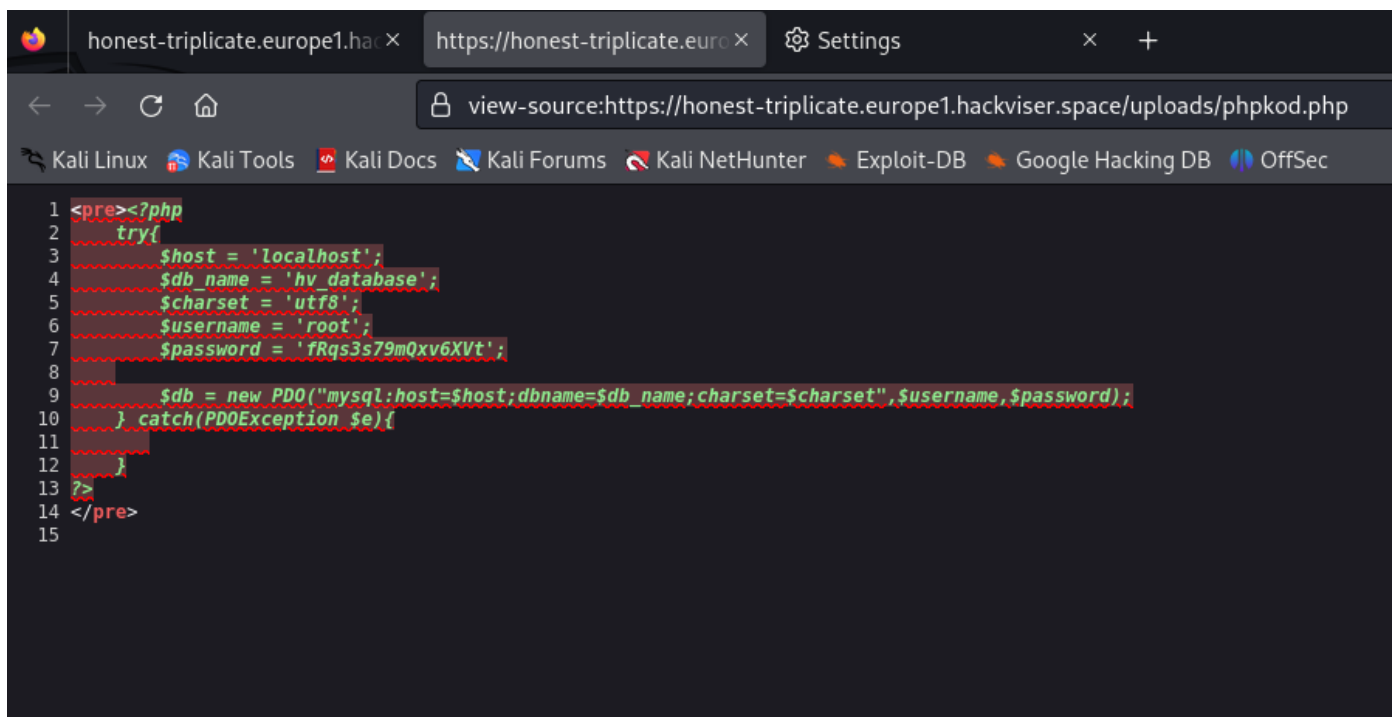 honest-triplicate.europe1.hac
https://honest-triplicate.euro
Settings
view-source:https://honest-triplicate.europe1.hackviser.space/uploads/phpkod.php
Kali Linux Kali Tools Kali Docs Kali Forums Kali NetHunter Exploit-DB Google Hacking DB OffSec
1 <pre><?php
2 try{
3 $host = 'localhost';
4 $db_name = 'hv_database';
5 $charset = 'utf8';
6 $username = 'root';
7 $password = 'fRqs3s79mQxv6XVt';
8
9 $db = new PDO("mysql:host=$host;dbname=$db_name;charset=$charset",$username,$password);
10 } catch(PDOException $e){
11
12 }
13 ?>
14 </pre>
15